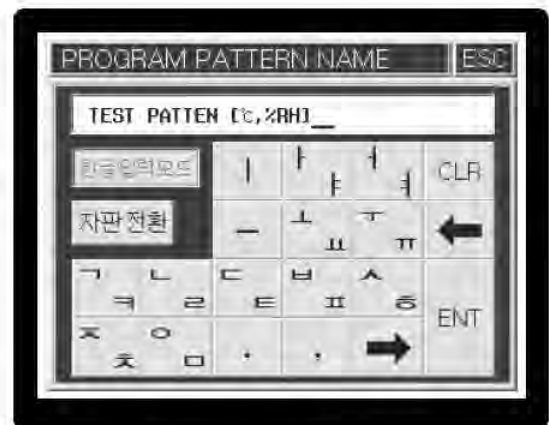 PROGRAM PATTERN NAME ESC
TEST PATTEN [℃,%RH]__
한글입력모드 ㅣ ㅏ ㅑ ㅓ ㅕ CLR
자판전환 ㅡ ㅗ ㅛ ㅜ ㅠ
ㄱ ㅋ ㄴ ㄹ ㄷ ㅌ ㅂ ㅍ ㅅ ㅎ ENT
ㅈ ㅊ ㅇ ㅁ . ,